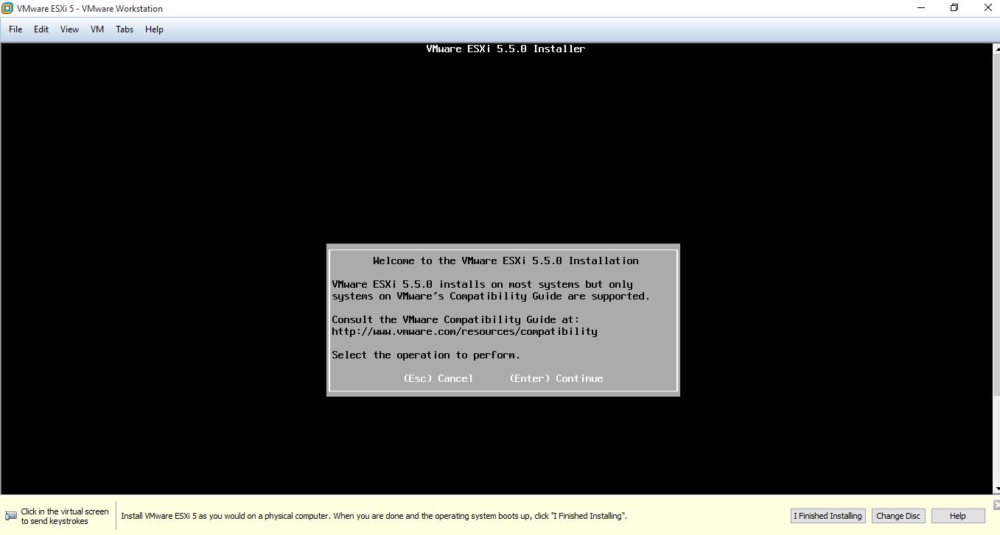 VMware ESXi 5 - VMware Workstation
File Edit View VM Tabs Help
VMware ESXi 5.5.0 Installer
Welcome to the VMware ESXi 5.5.0 Installation
VMware ESXi 5.5.0 installs on most systems but only
systems on VMware's Compatibility Guide are supported.
Consult the VMware Compatibility Guide at:
http://www.vmware.com/resources/compatibility
Select the operation to perform.
(Esc) Cancel (Enter) Continue
Click in the virtual screen
to send keystrokes
Install VMware ESXi 5 as you would on a physical computer. When you are done and the operating system boots up, click "I Finished Installing".
I Finished Installing Change Disc Help